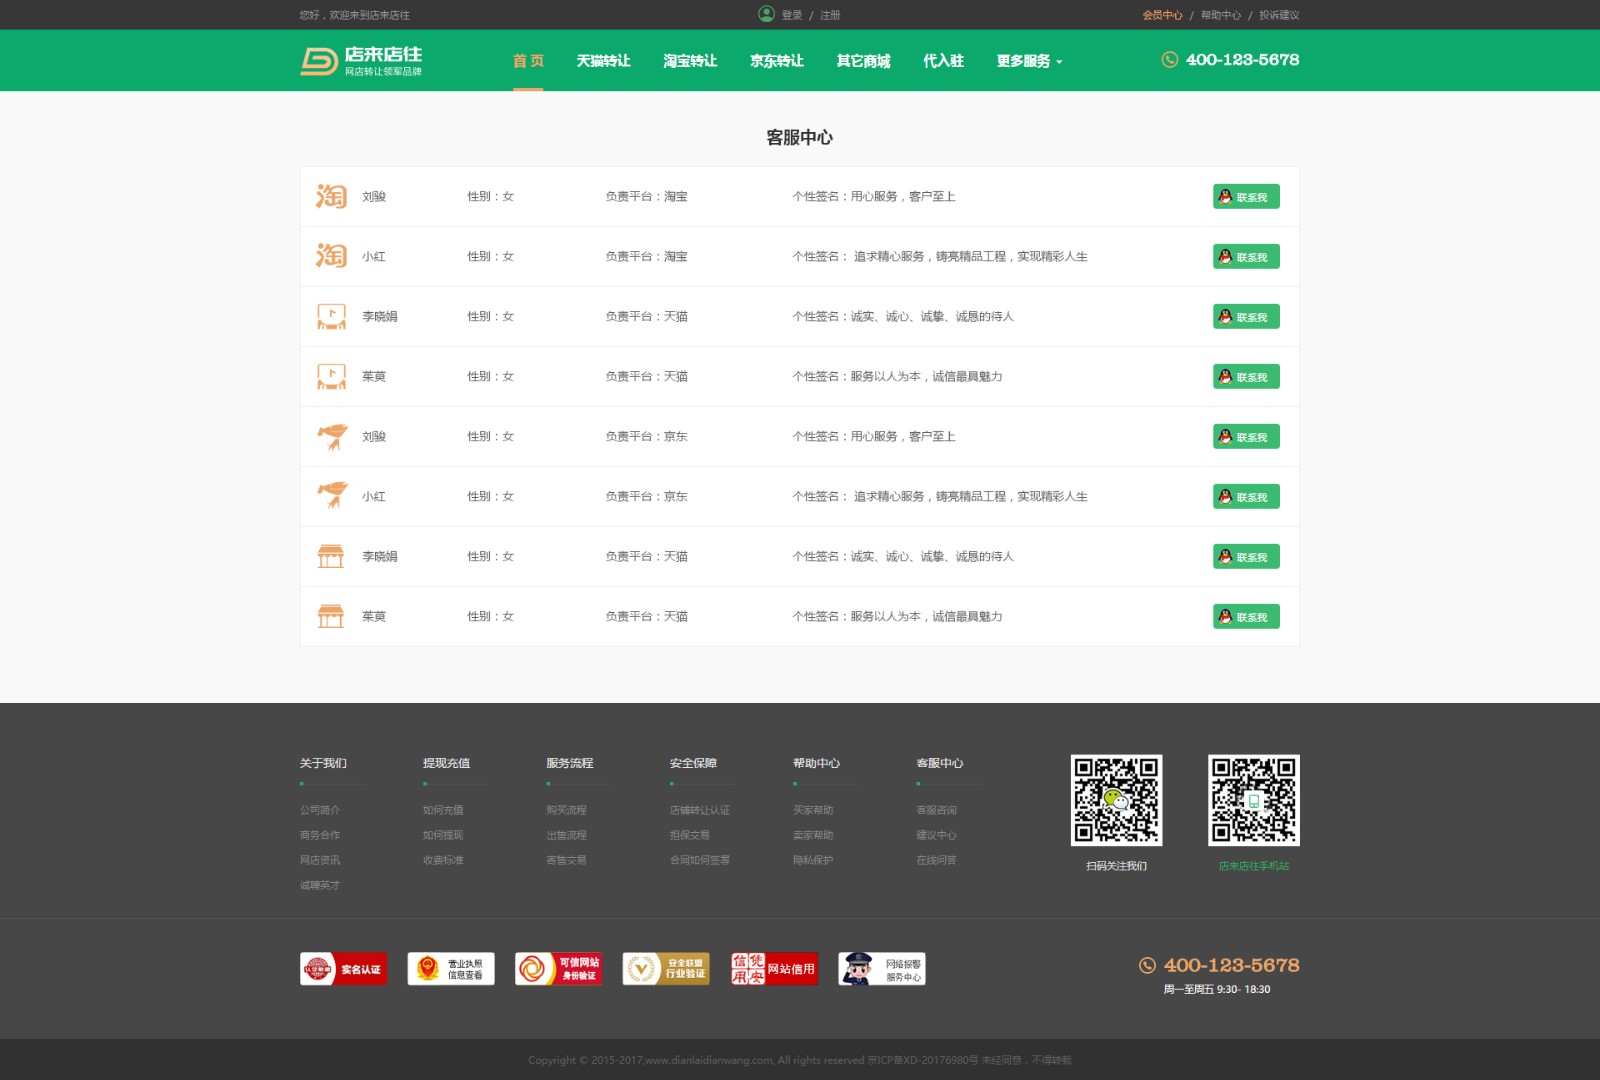 您好，欢迎来到店来店往
登录 / 注册
会员中心 / 帮助中心 / 投诉建议
店来店往
网店转让领军品牌
首 页 天猫转让 淘宝转让 京东转让 其它商城 代入驻 更多服务
400-123-5678
客服中心
淘 刘骏 性别：女 负责平台：淘宝 个性签名：用心服务，客户至上 联系我
淘 小红 性别：女 负责平台：淘宝 个性签名： 追求精心服务，铸亮精品工程，实现精彩人生 联系我
李晓娟 性别：女 负责平台：天猫 个性签名：诚实、诚心、诚挚、诚恳的待人 联系我
茱萸 性别：女 负责平台：天猫 个性签名：服务以人为本，诚信最具魅力 联系我
刘骏 性别：女 负责平台：京东 个性签名：用心服务，客户至上 联系我
小红 性别：女 负责平台：京东 个性签名： 追求精心服务，铸亮精品工程，实现精彩人生 联系我
李晓娟 性别：女 负责平台：天猫 个性签名：诚实、诚心、诚挚、诚恳的待人 联系我
茱萸 性别：女 负责平台：天猫 个性签名：服务以人为本，诚信最具魅力 联系我
关于我们 提现充值 服务流程 安全保障 帮助中心 客服中心
公司简介 如何充值 购买流程 店铺转让认证 买家帮助 客服咨询
商务合作 如何提现 出售流程 担保交易 卖家帮助 建议中心
网店资讯 收费标准 寄售交易 合同如何签署 隐私保护 在线问答
诚聘英才
扫码关注我们
店来店往手机站
实名认证
营业执照
信息查看
可信网站
身份验证
安全联盟
行业验证
信凭
用安
网站信用
网络报警
服务中心
400-123-5678
周一至周五 9:30- 18:30
Copyright © 2015-2017,www.dianlaidianwang.com, All rights reserved 京ICP备XD-20176980号 未经同意，不得转载